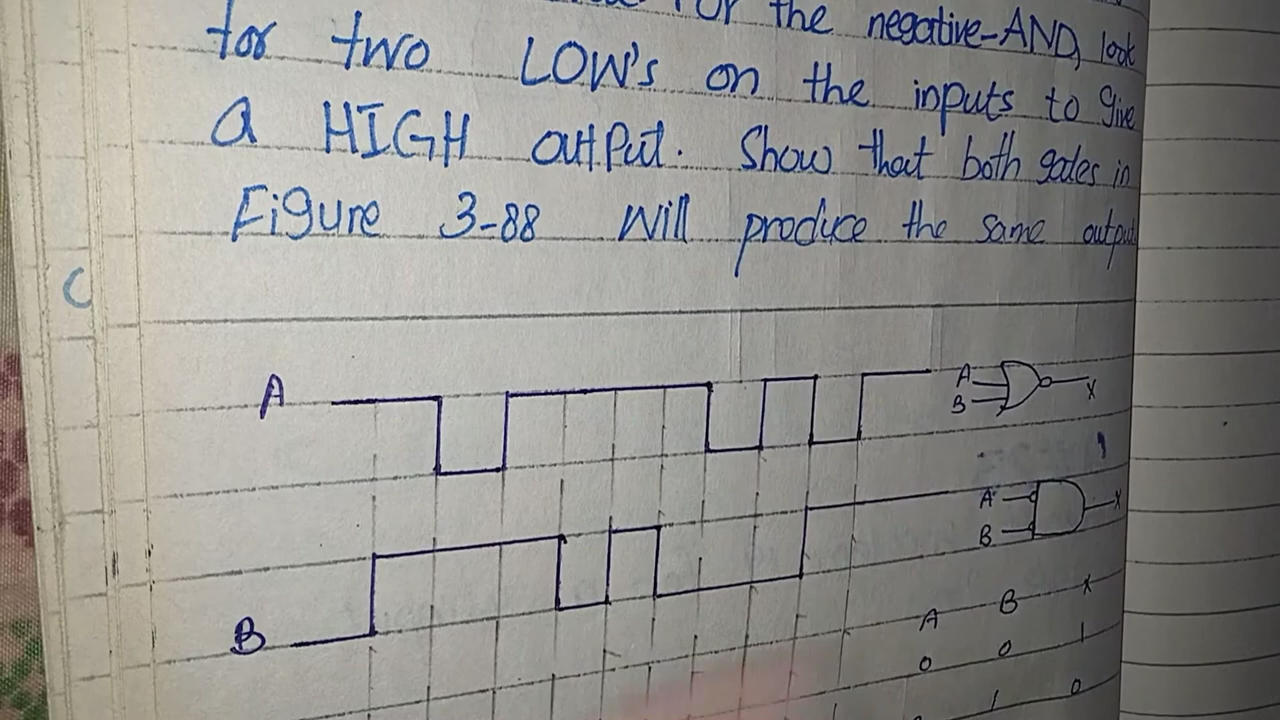 For the negative-AND, look
for two LOW's on the inputs to give
a HIGH output. Show that both gates in
Figure 3-88 will produce the same output
A
A
B
X
A
B
X
B
A B X
0 0 1
1 0